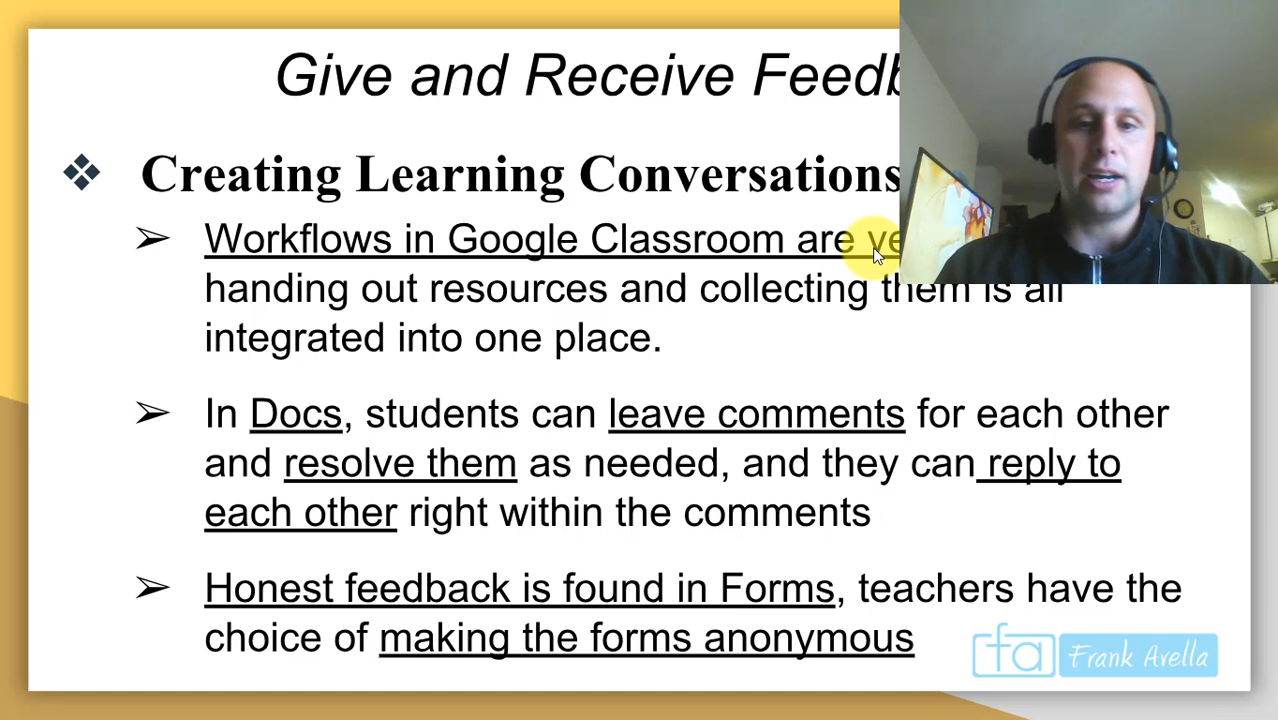 Give and Receive Feedb
Creating Learning Conversations
Workflows in Google Classroom are ve
handing out resources and collecting them is all
integrated into one place.
In Docs, students can leave comments for each other
and resolve them as needed, and they can reply to
each other right within the comments
Honest feedback is found in Forms, teachers have the
choice of making the forms anonymous
fa Frank Avella